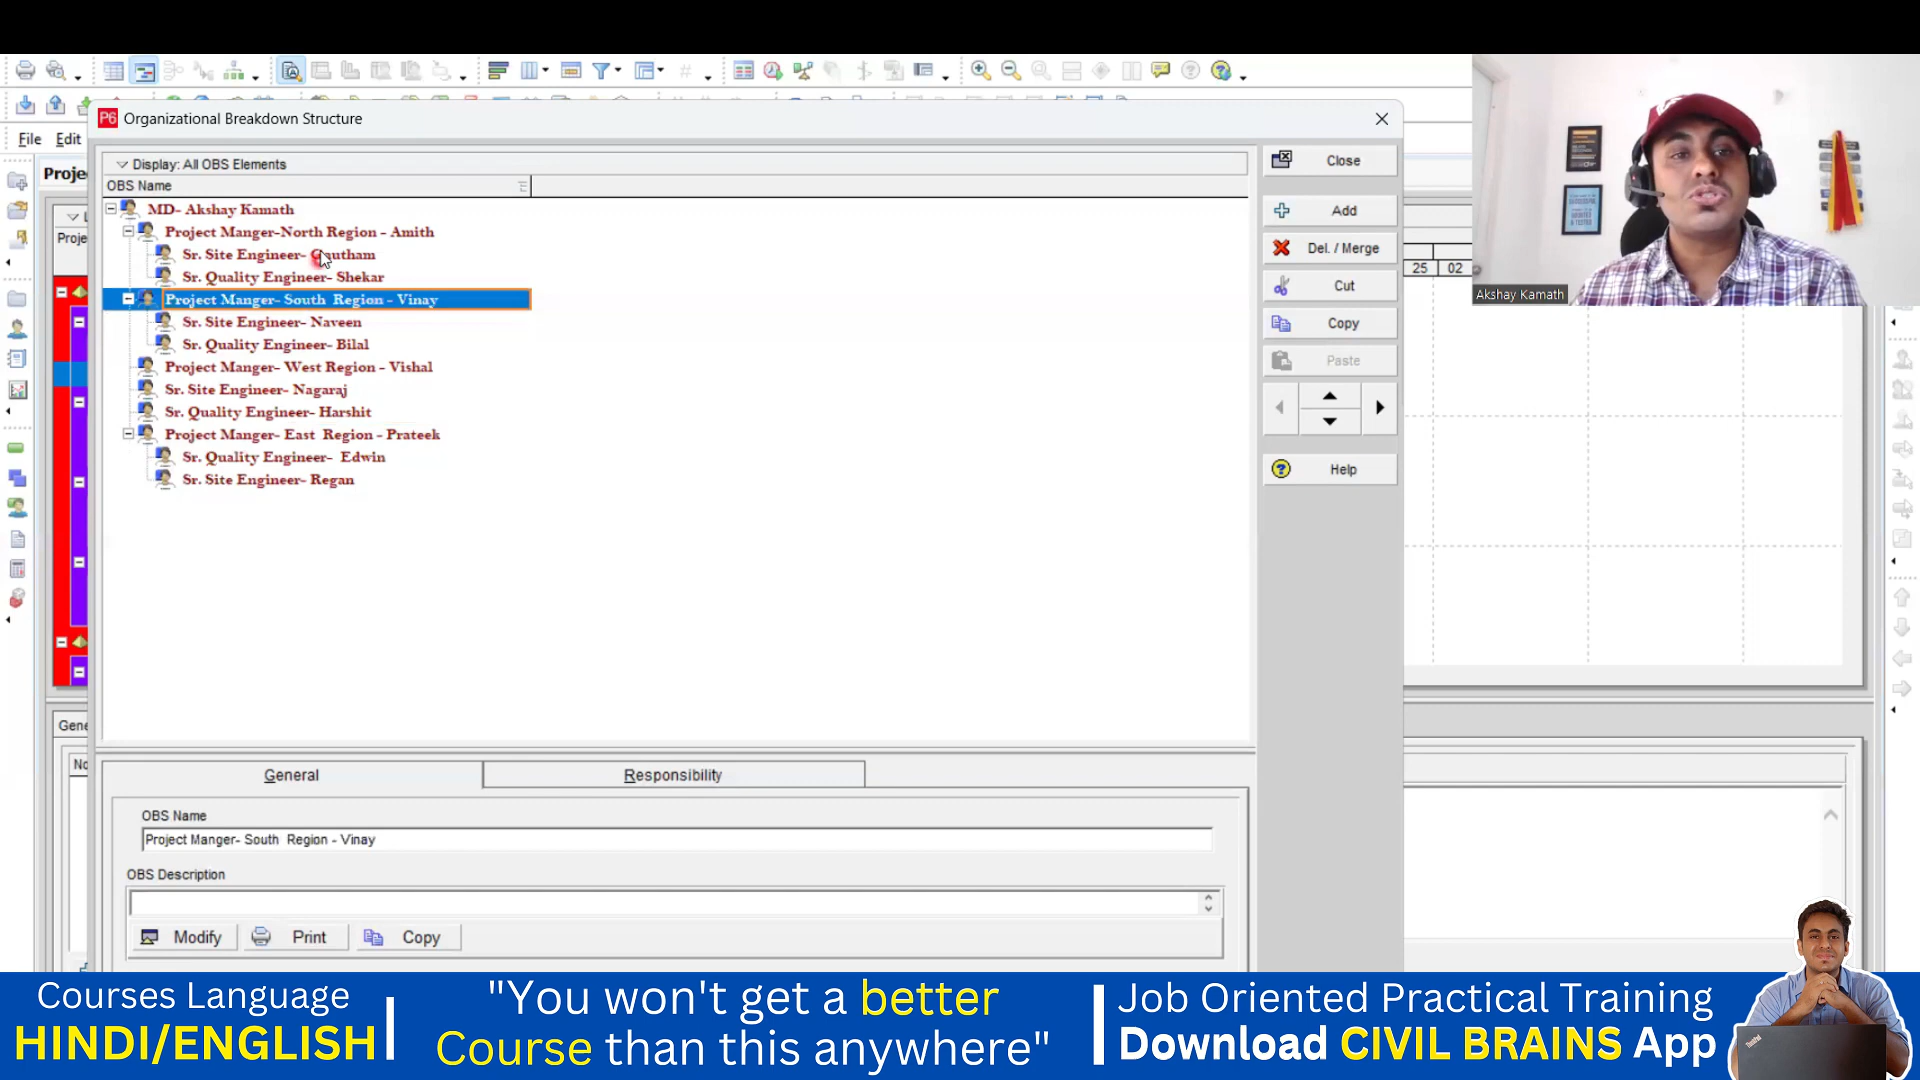 File Edit
P6 Organizational Breakdown Structure
Display: All OBS Elements
OBS Name
MD- Akshay Kamath
Project Manger-North Region - Amith
Sr. Site Engineer- Goutham
Sr. Quality Engineer- Shekar
Project Manger- South Region - Vinay
Sr. Site Engineer- Naveen
Sr. Quality Engineer- Bilal
Project Manger- West Region - Vishal
Sr. Site Engineer- Nagaraj
Sr. Quality Engineer- Harshit
Project Manger- East Region - Prateek
Sr. Quality Engineer- Edwin
Sr. Site Engineer- Regan
Close
Add
Del. / Merge
Cut
Copy
Paste
Help
25 02
Akshay Kamath
General
Responsibility
OBS Name
Project Manger- South Region - Vinay
OBS Description
Modify
Print
Copy
Courses Language
HINDI/ENGLISH
"You won't get a better
Course than this anywhere"
Job Oriented Practical Training
Download CIVIL BRAINS App